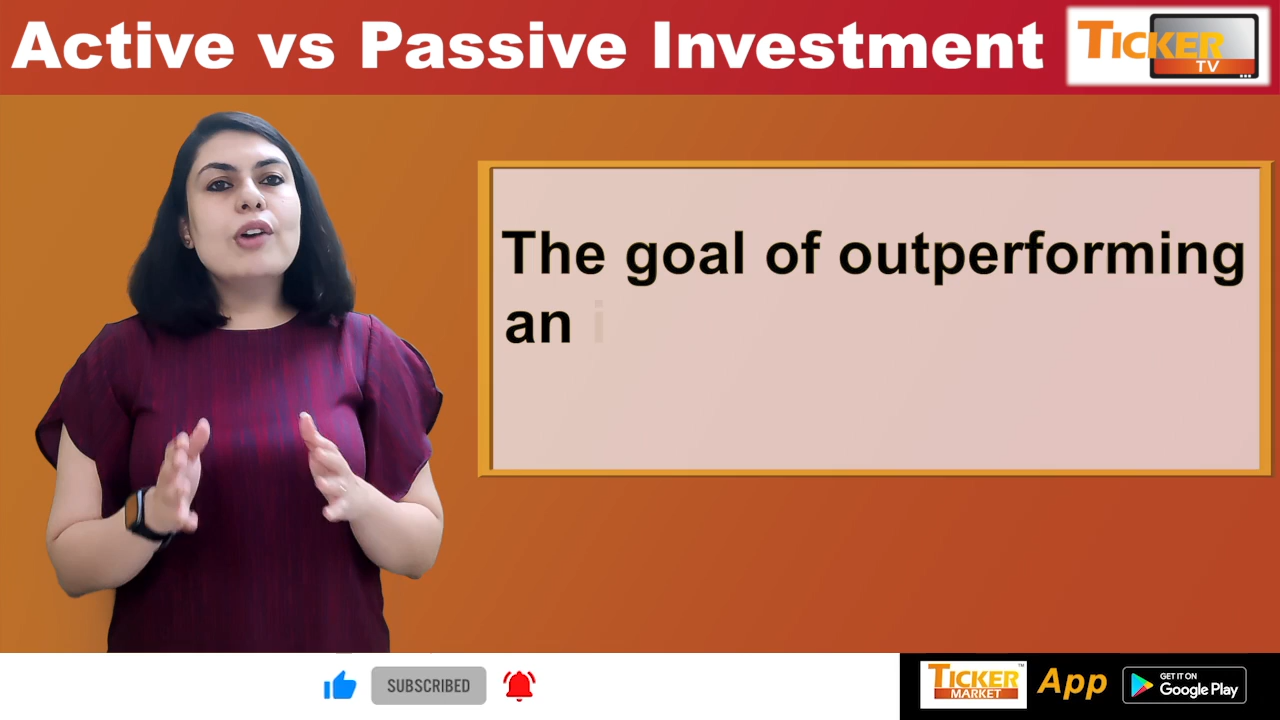 Active vs Passive Investment
TICKER
TV
The goal of outperforming
an i
SUBSCRIBED
TICKER
MARKET
TM
App
GET IT ON
Google Play